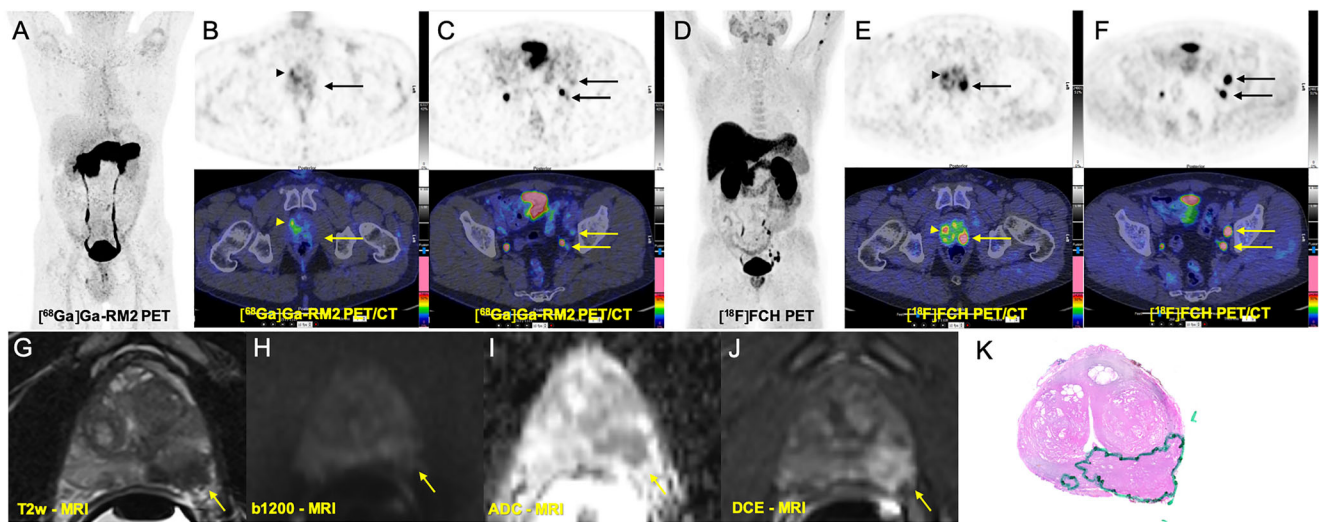 A
B
C
D
E
F
[⁶⁸Ga]Ga-RM2 PET
[⁶⁸Ga]Ga-RM2 PET/CT
[⁶⁸Ga]Ga-RM2 PET/CT
[¹⁸F]FCH PET
[¹⁸F]FCH PET/CT
[¹⁸F]FCH PET/CT
G
H
I
J
K
T2w - MRI
b1200 - MRI
ADC - MRI
DCE - MRI